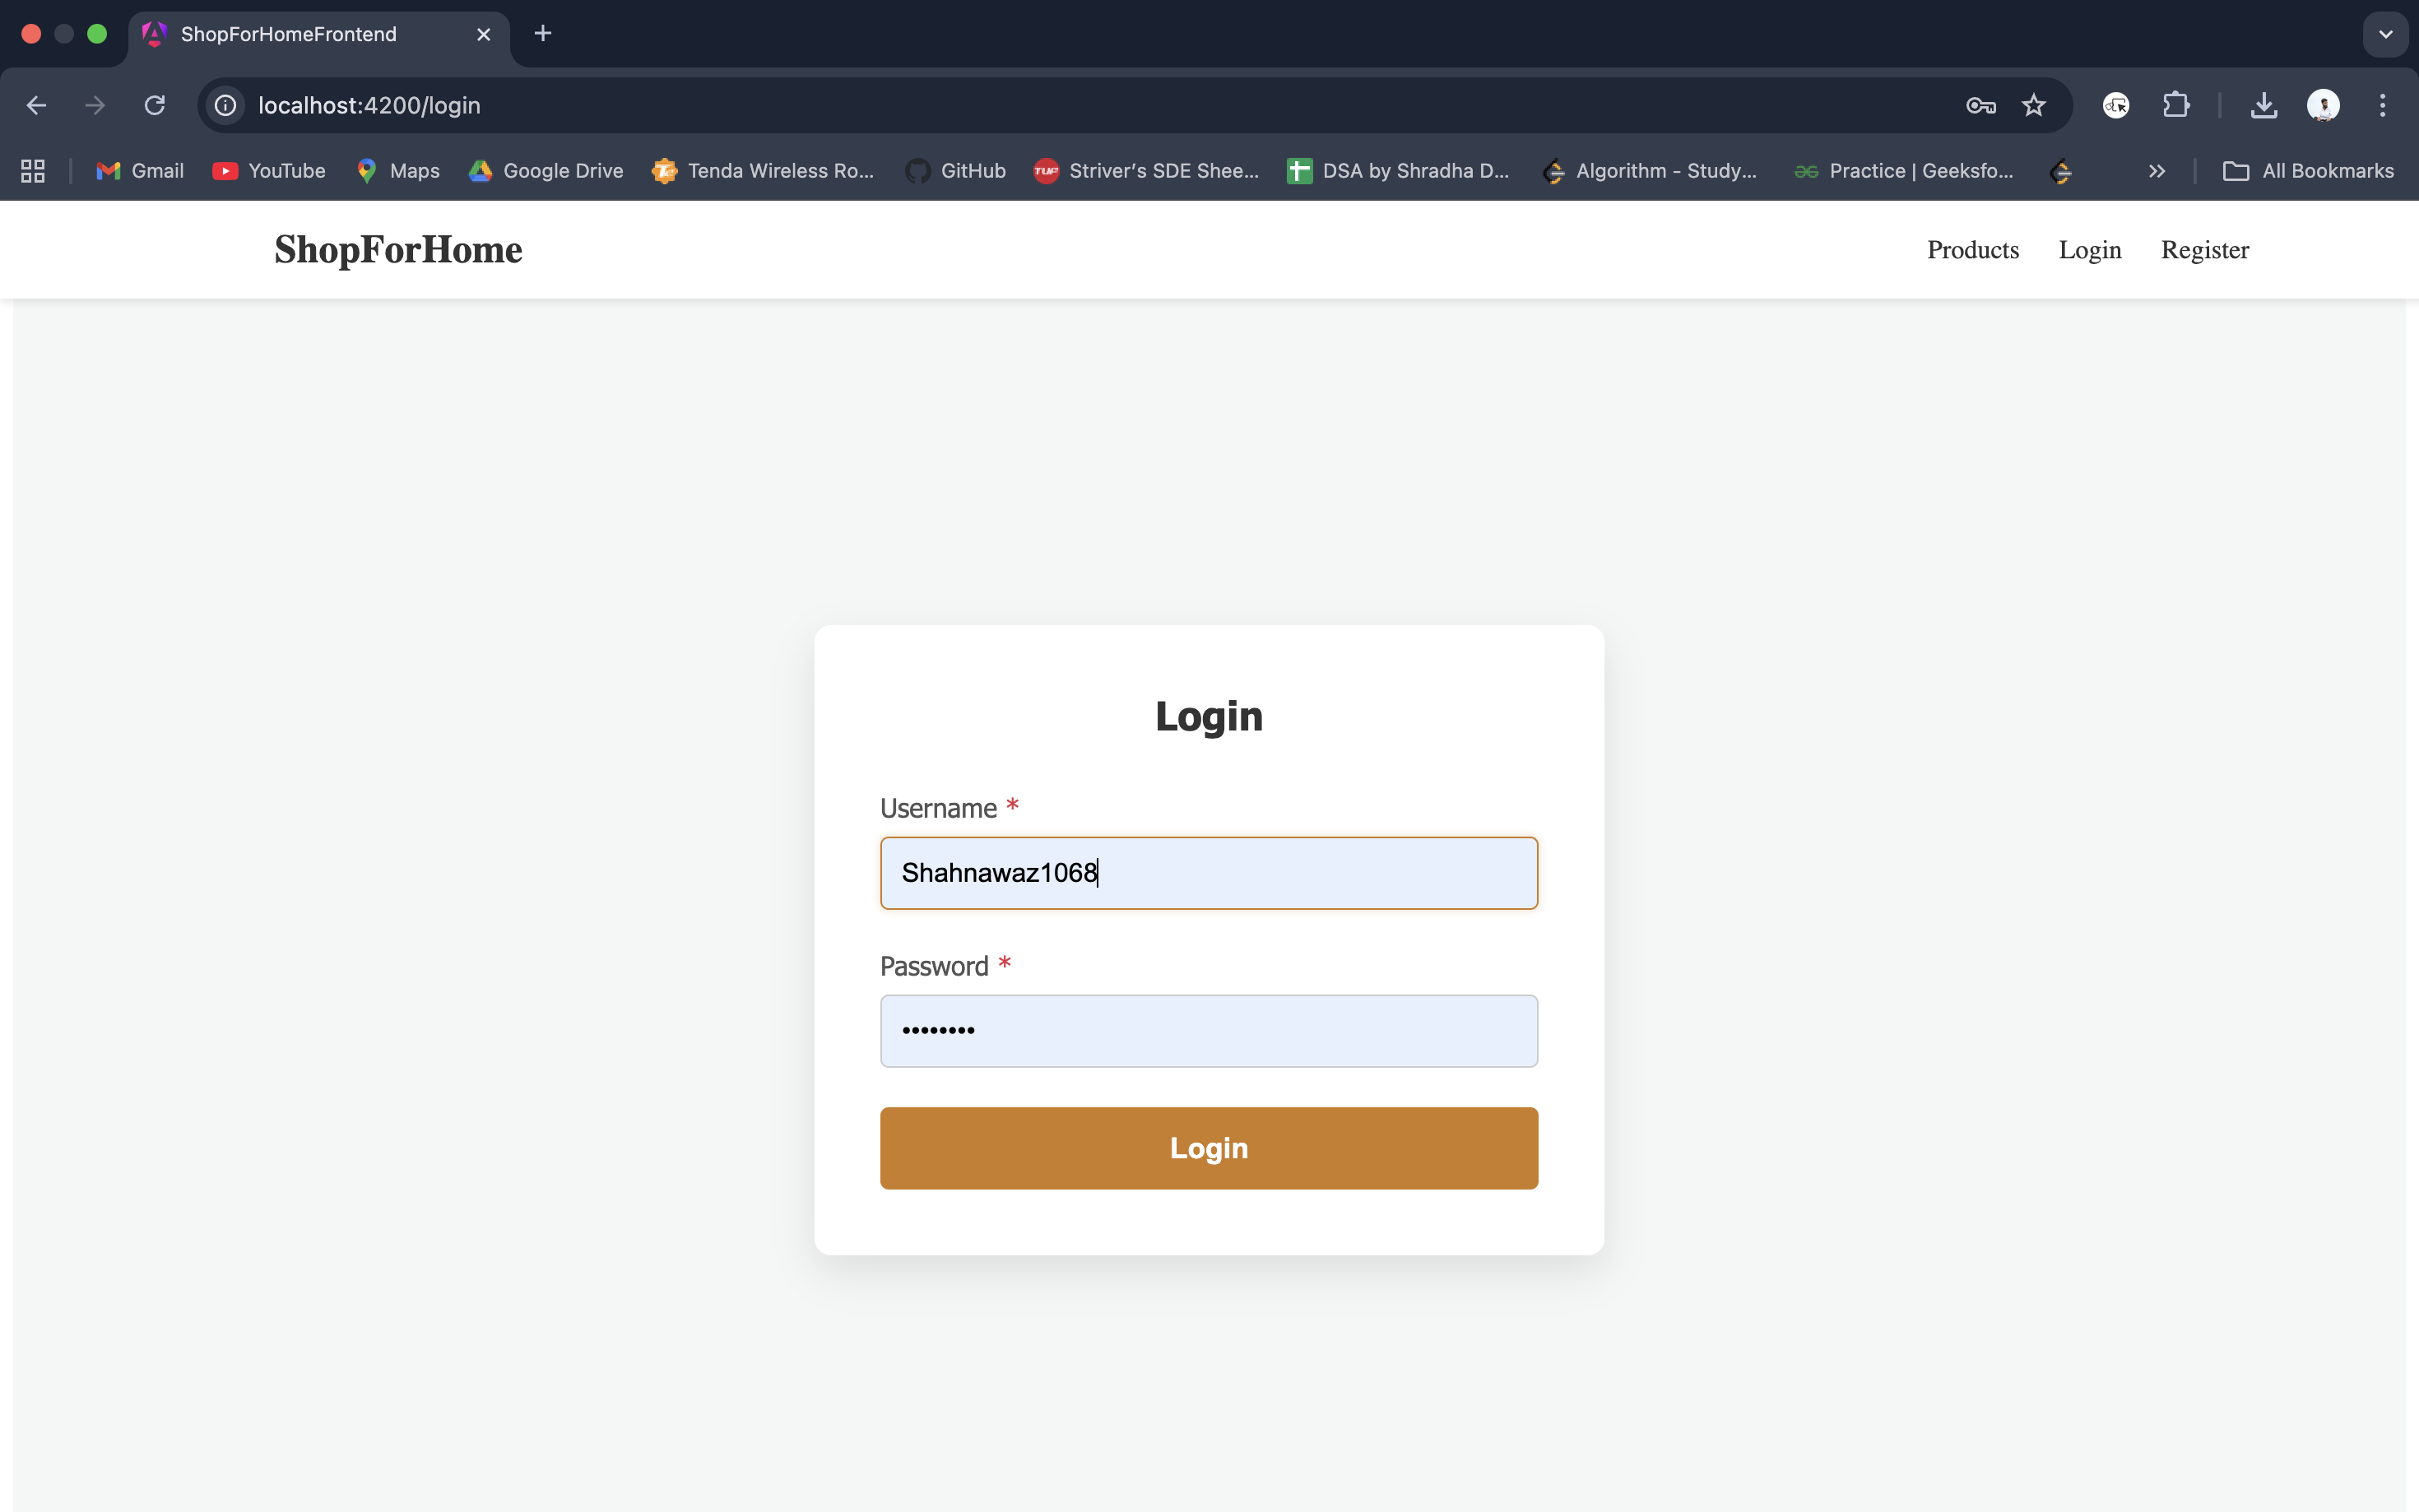 ShopForHomeFrontend
localhost:4200/login
Gmail YouTube Maps Google Drive Tenda Wireless Ro... GitHub Striver's SDE Shee... DSA by Shradha D... Algorithm - Study... Practice | Geeksfo... All Bookmarks
ShopForHome Products Login Register
Login
Username *
Shahnawaz1068
Password *
••••••••
Login